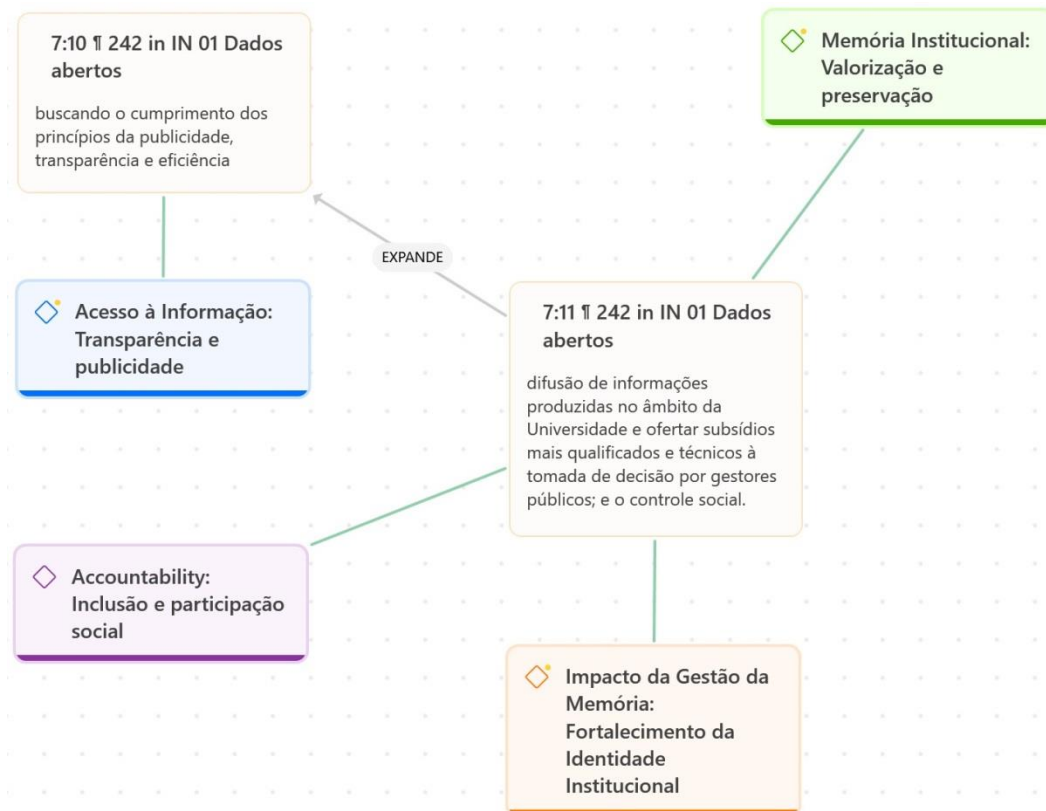 7:10 ¶ 242 in IN 01 Dados
abertos
buscando o cumprimento dos
princípios da publicidade,
transparência e eficiência
Memória Institucional:
Valorização e
preservação
EXPANDE
Acesso à Informação:
Transparência e
publicidade
7:11 ¶ 242 in IN 01 Dados
abertos
difusão de informações
produzidas no âmbito da
Universidade e ofertar subsídios
mais qualificados e técnicos à
tomada de decisão por gestores
públicos; e o controle social.
Accountability:
Inclusão e participação
social
Impacto da Gestão da
Memória:
Fortalecimento da
Identidade
Institucional